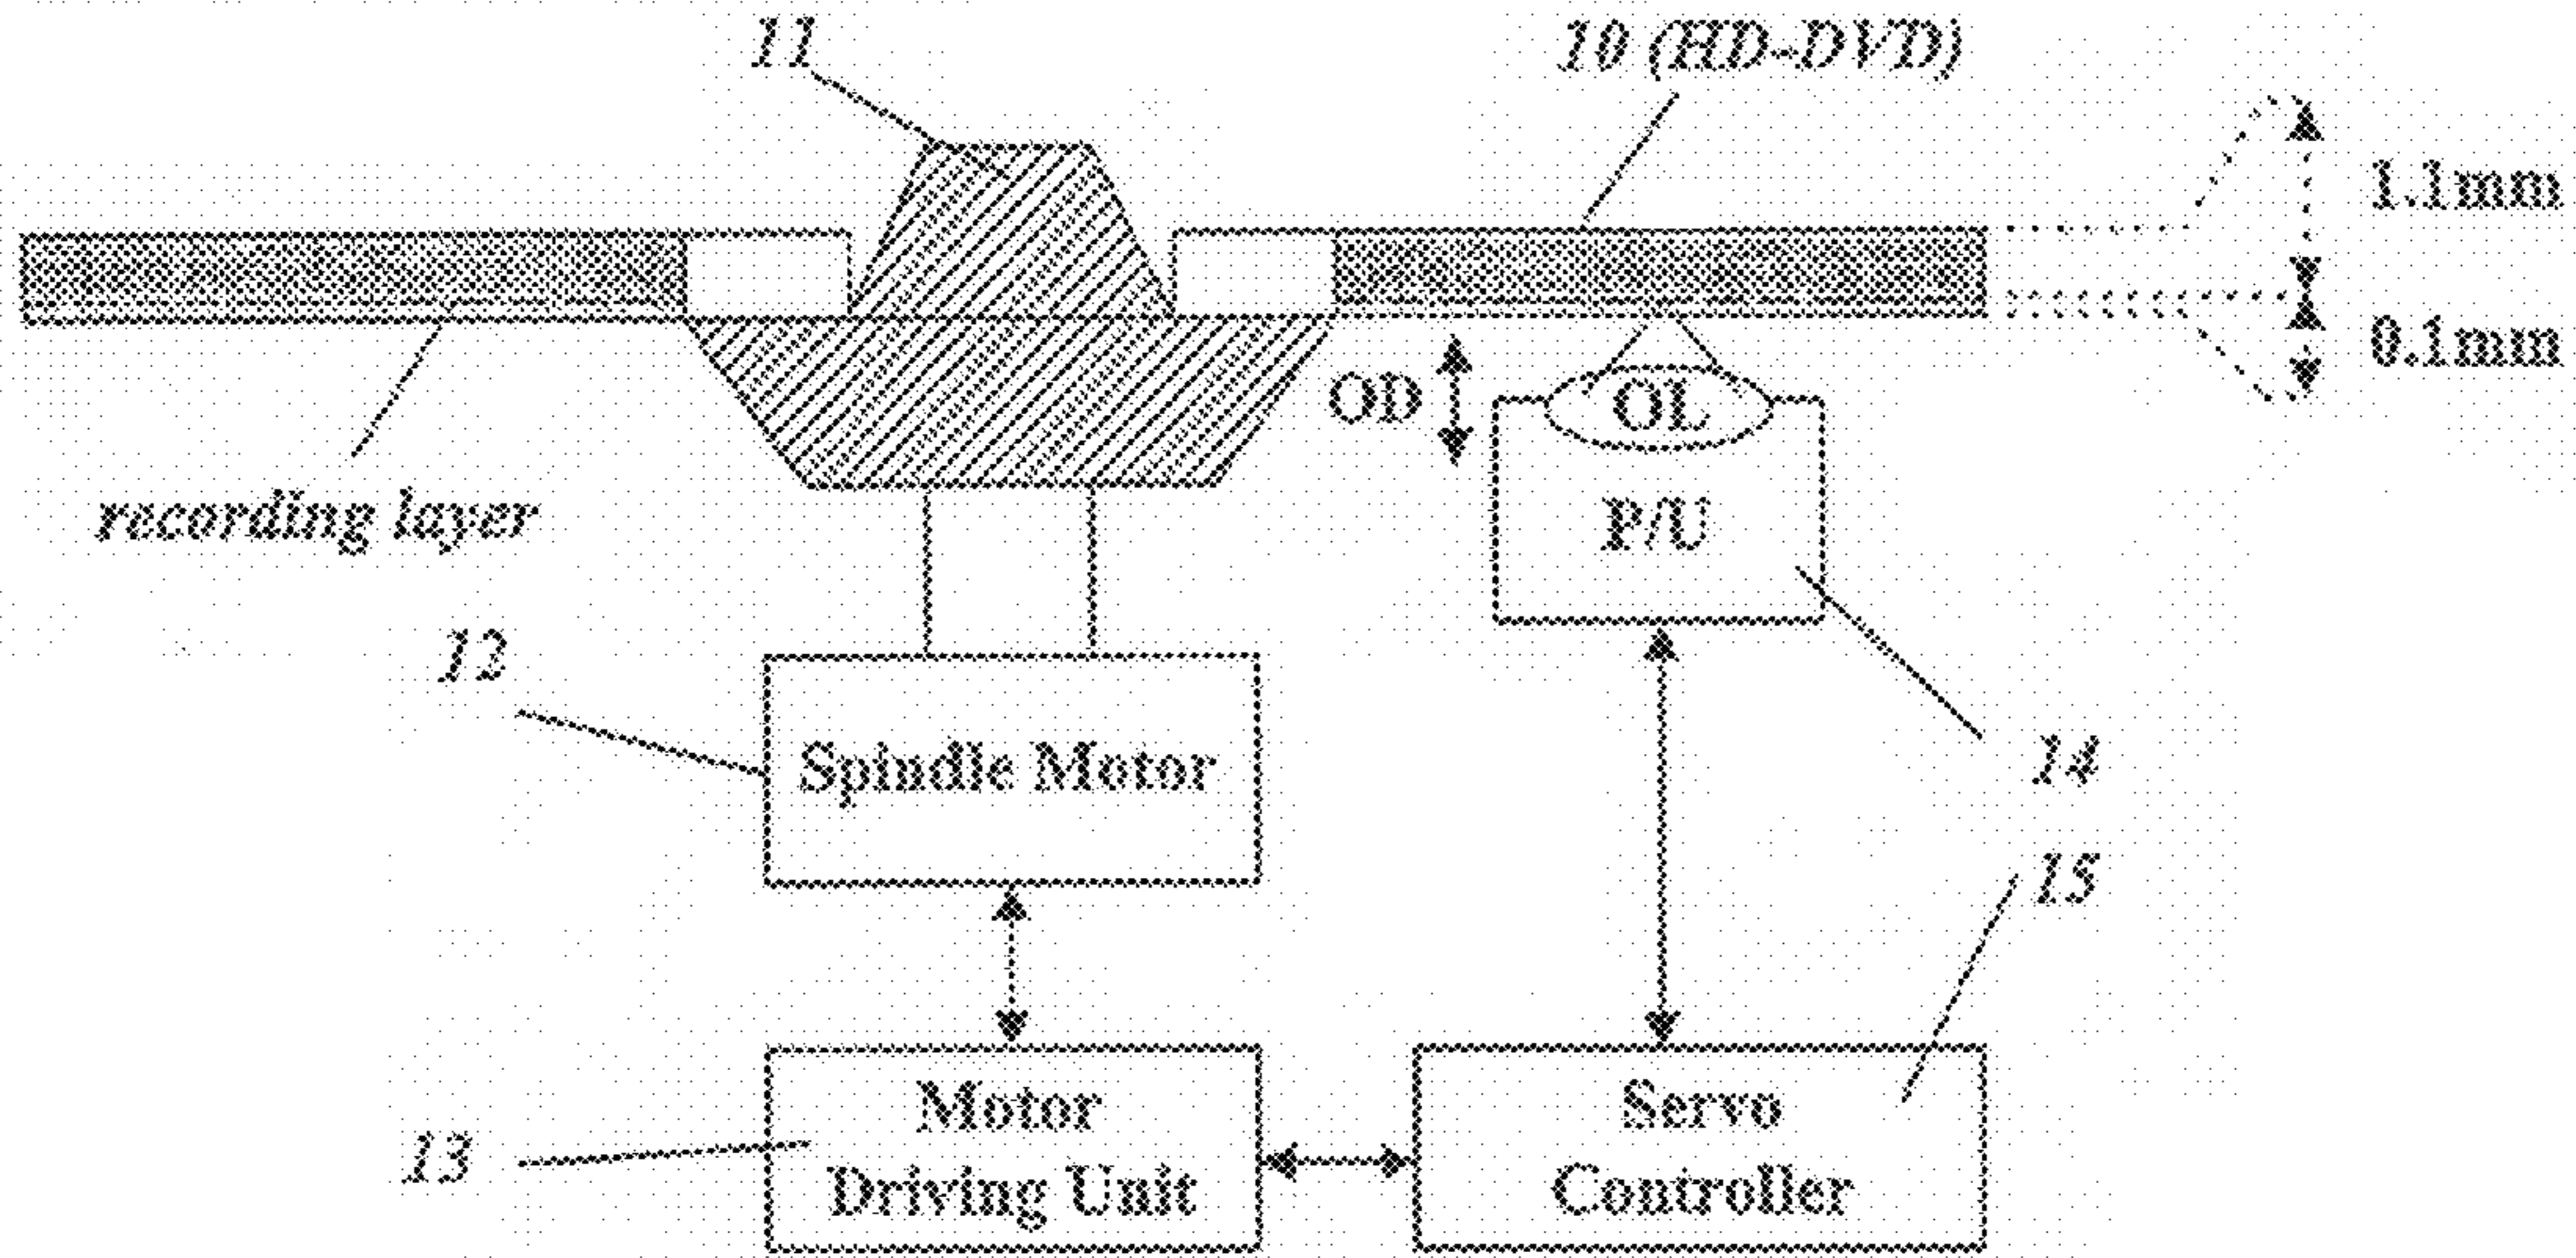 11
10 (HD-DVD)
1.1mm
0.1mm
OD
OL
P/U
recording layer
12
Spindle Motor
14
15
13
Motor
Driving Unit
Servo
Controller